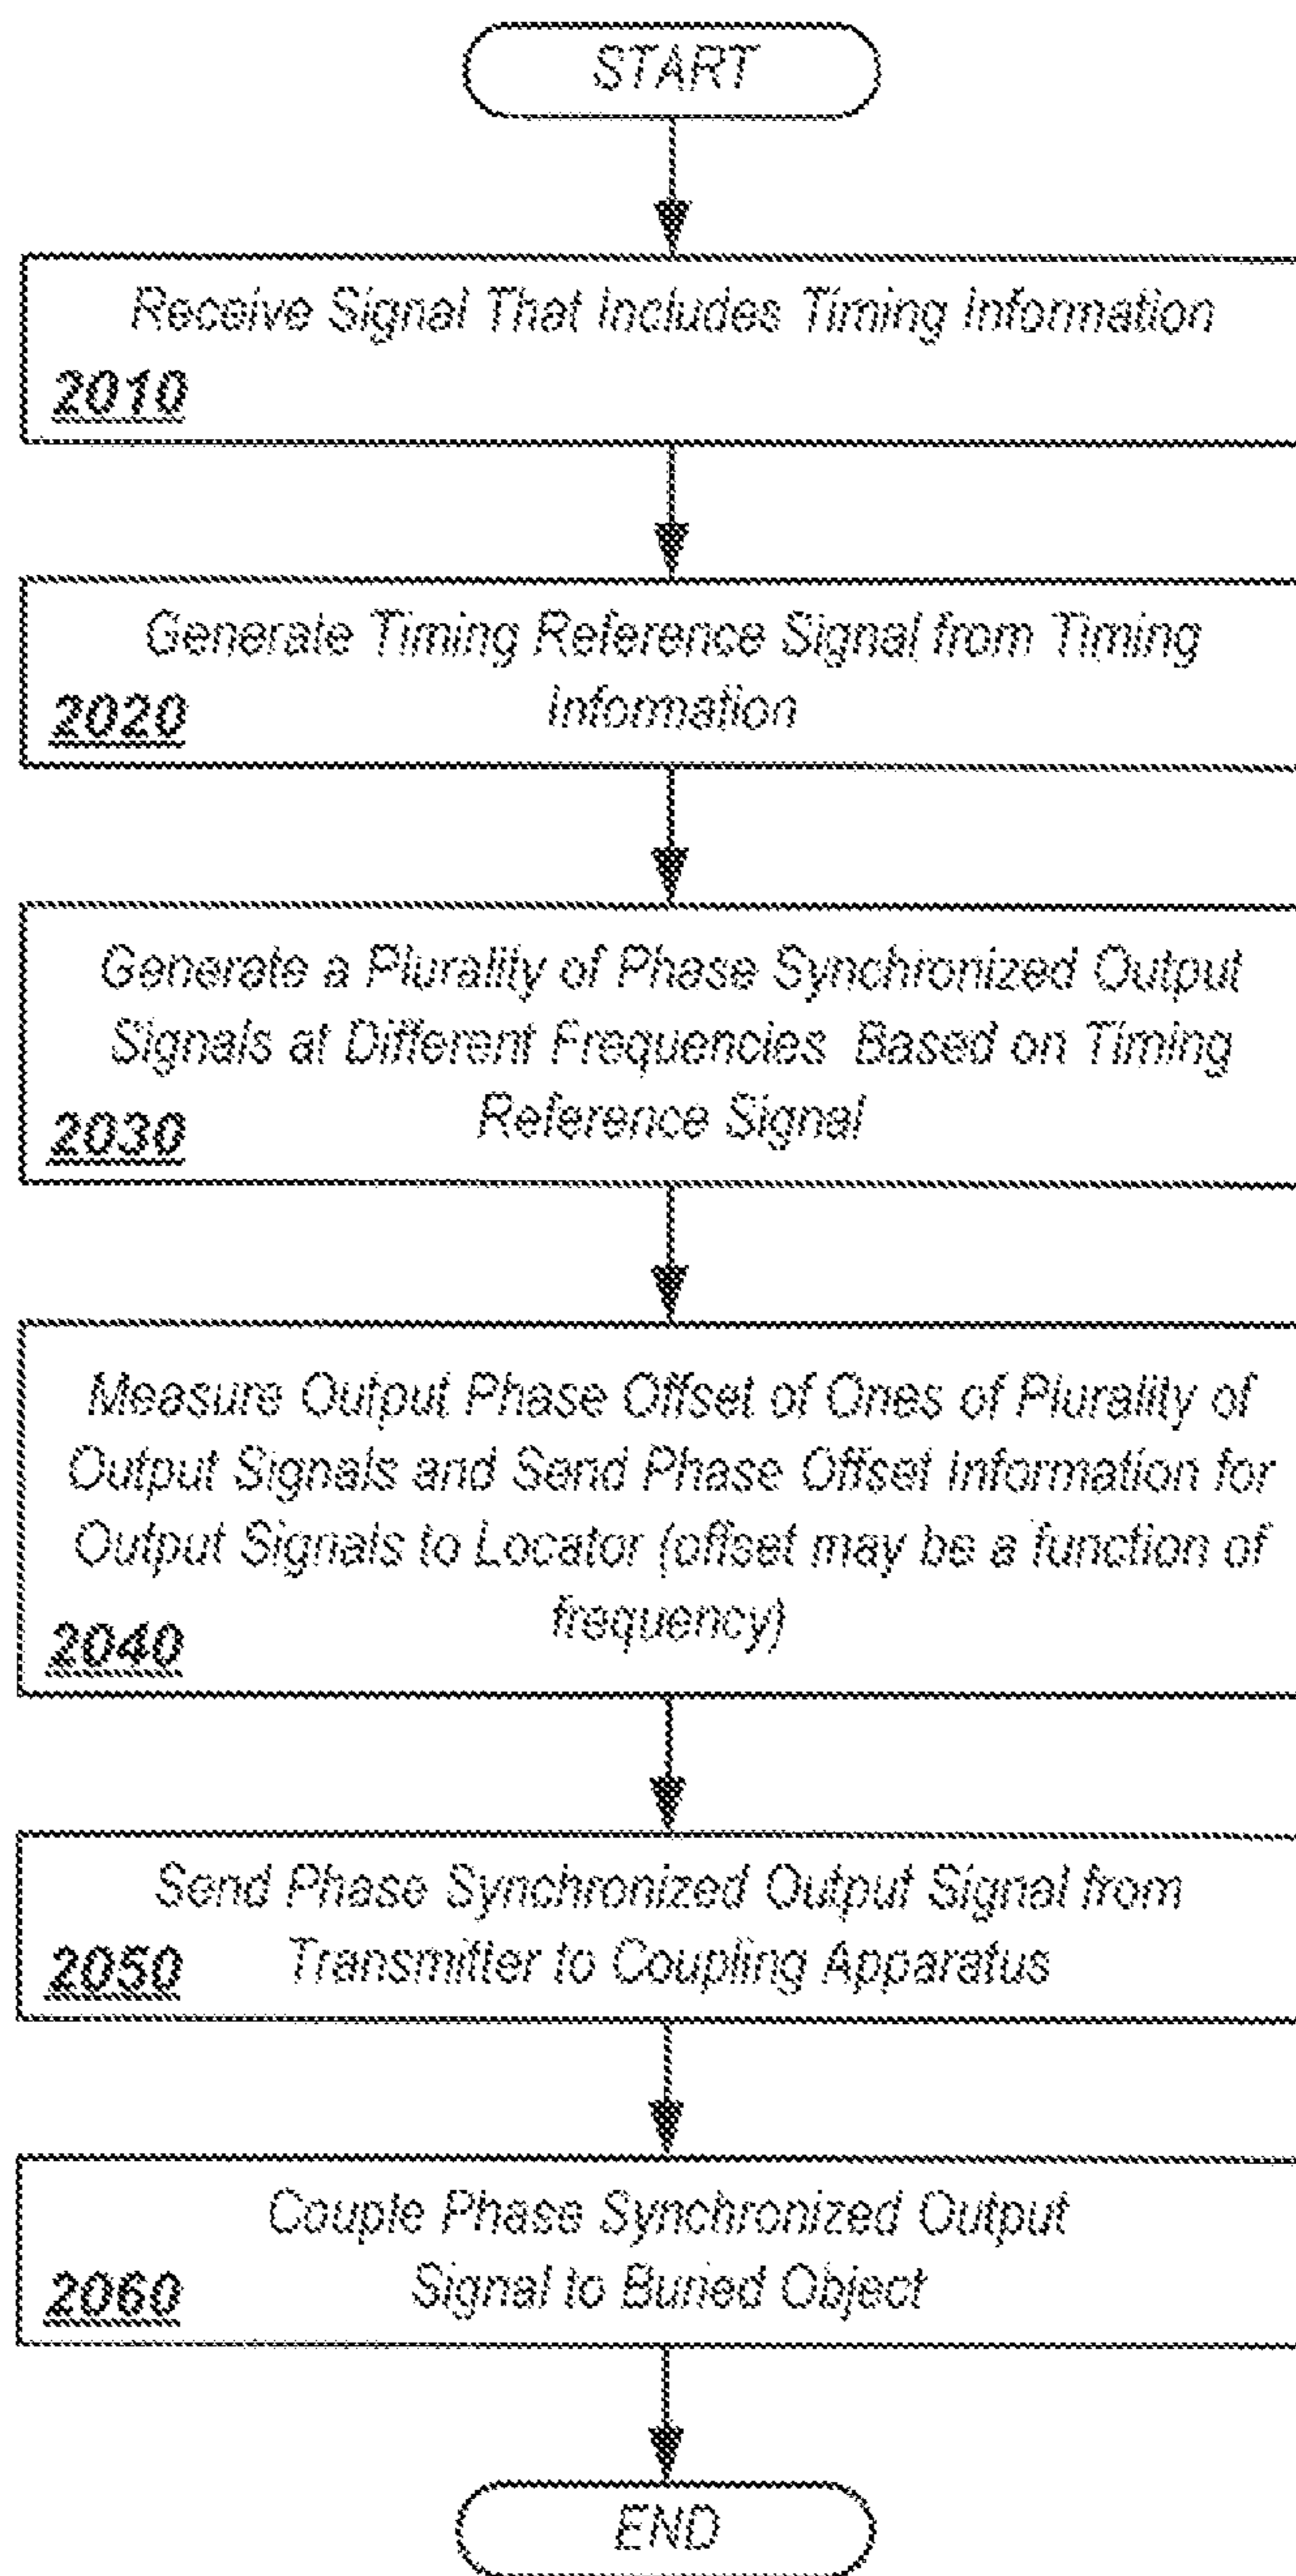 START
Receive Signal That Includes Timing Information
2010
Generate Timing Reference Signal from Timing
Information
2020
Generate a Plurality of Phase Synchronized Output
Signals at Different Frequencies Based on Timing
Reference Signal
2030
Measure Output Phase Offset of Ones of Plurality of
Output Signals and Send Phase Offset Information for
Output Signals to Locator (offset may be a function of
frequency)
2040
Send Phase Synchronized Output Signal from
Transmitter to Coupling Apparatus
2050
Couple Phase Synchronized Output
Signal to Buried Object
2060
END